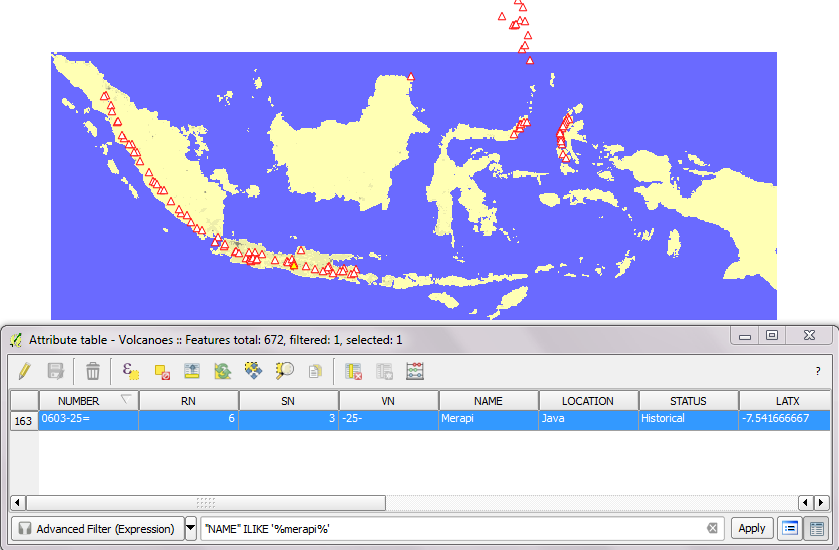 Attribute table - Volcanoes :: Features total: 672, filtered: 1, selected: 1
?
NUMBER RN SN VN NAME LOCATION STATUS LATX
163 0603-25= 6 3 -25- Merapi Java Historical -7.541666667
Advanced Filter (Expression) "NAME" ILIKE '%merapi%' Apply